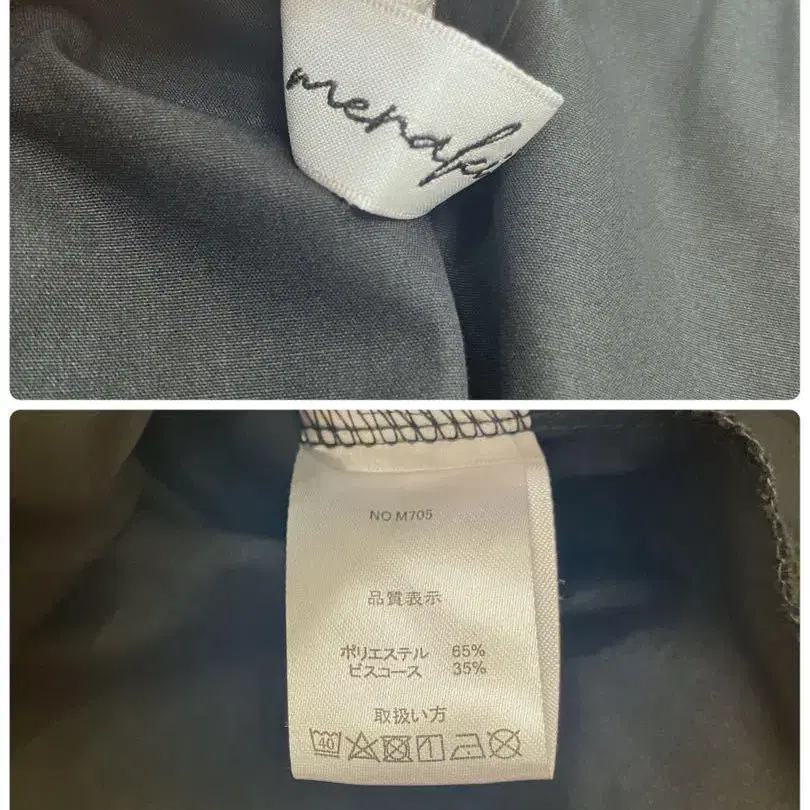 NO.M705
品質表示
ポリエステル 65%
ビスコース 35%
取扱い方
40